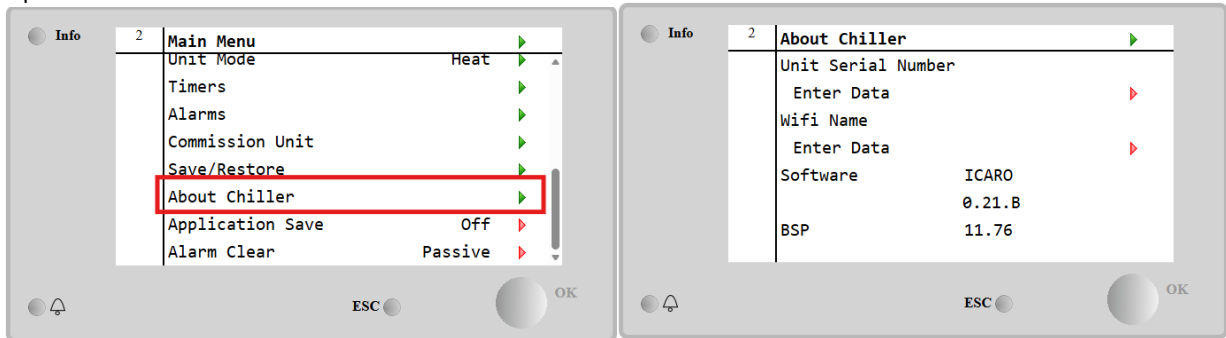 Info
2
Main Menu
Unit Mode Heat
Timers
Alarms
Commission Unit
Save/Restore
About Chiller
Application Save Off
Alarm Clear Passive
ESC
OK
Info
2
About Chiller
Unit Serial Number
Enter Data
Wifi Name
Enter Data
Software ICARO
0.21.B
BSP 11.76
ESC
OK